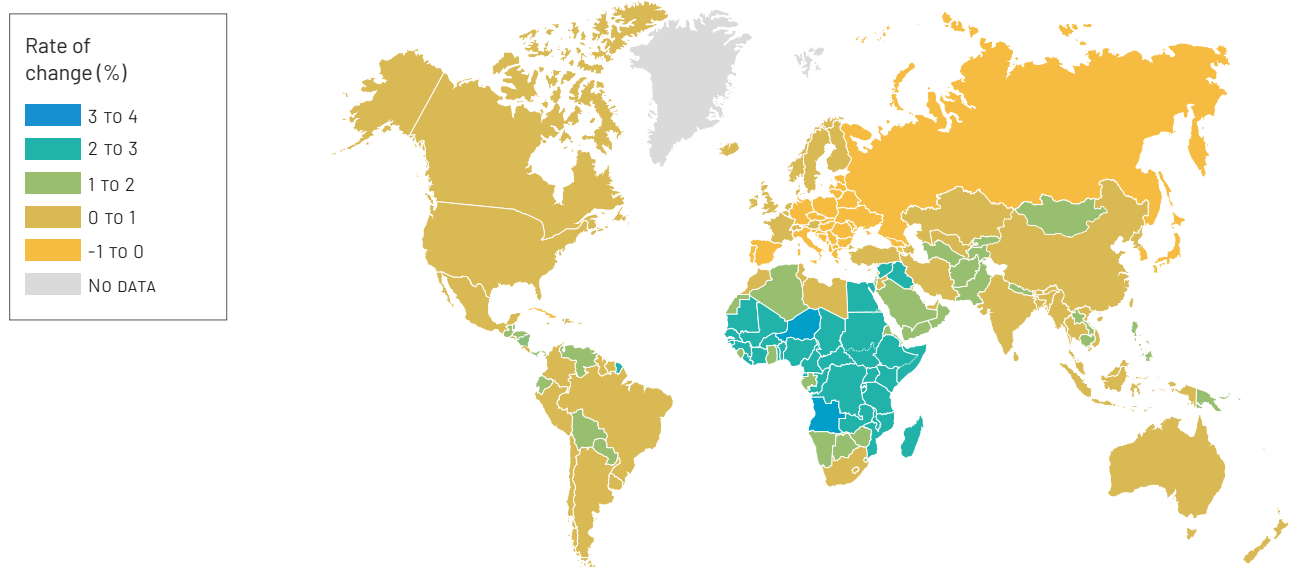 Rate of
change (%)
3 TO 4
2 TO 3
1 TO 2
0 TO 1
-1 TO 0
No DATA